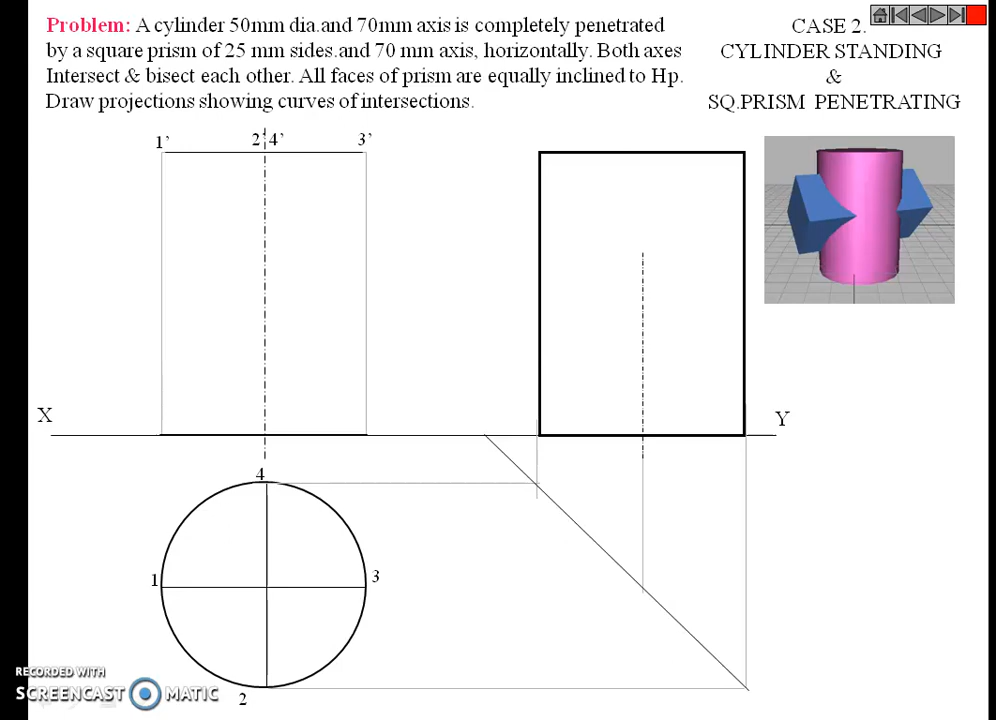 Problem: A cylinder 50mm dia.and 70mm axis is completely penetrated
by a square prism of 25 mm sides.and 70 mm axis, horizontally. Both axes
Intersect & bisect each other. All faces of prism are equally inclined to Hp.
Draw projections showing curves of intersections.
CASE 2.
CYLINDER STANDING
&
SQ.PRISM PENETRATING
1’ 2’4’ 3’
X
Y
4
1
3
2
RECORDED WITH
SCREENCAST MATIC